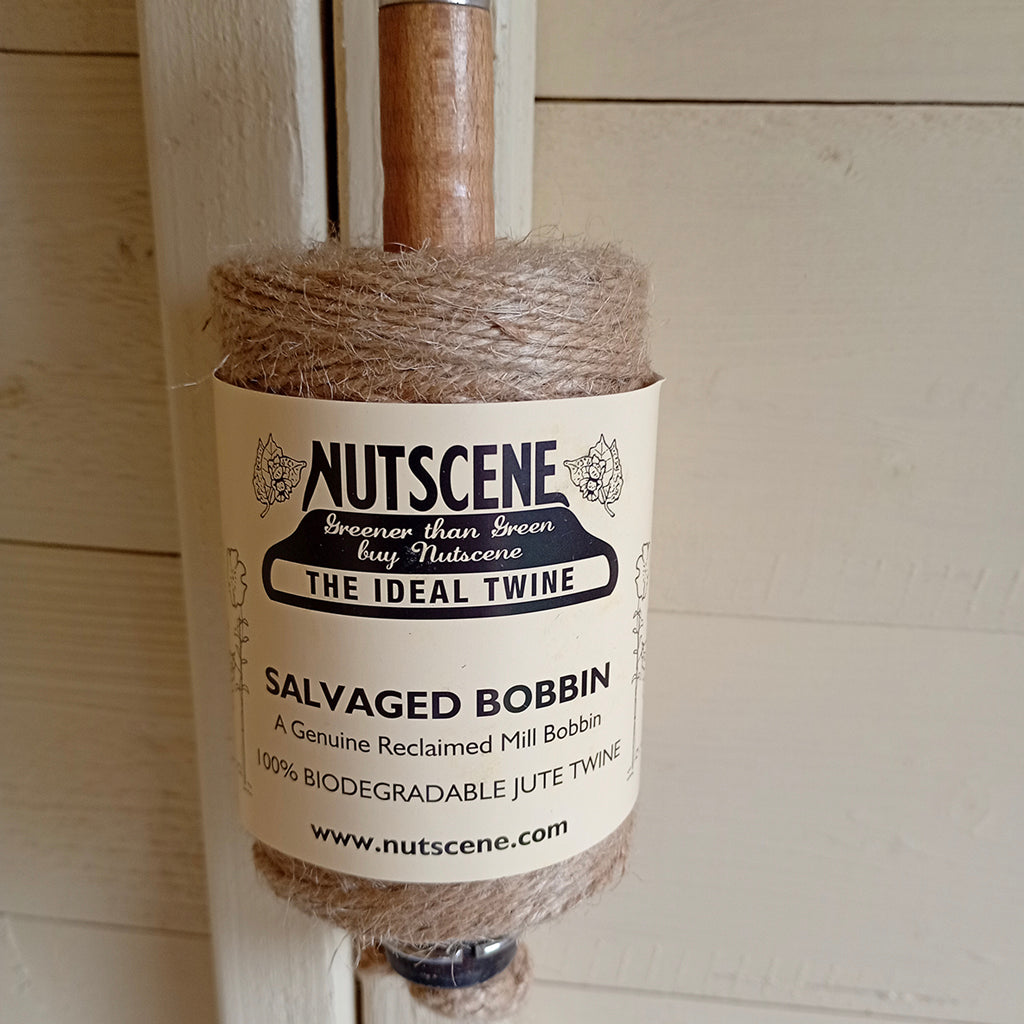 NUTSCENE
Greener than Green
buy Nutscene
THE IDEAL TWINE
SALVAGED BOBBIN
A Genuine Reclaimed Mill Bobbin
100% BIODEGRADABLE JUTE TWINE
www.nutscene.com